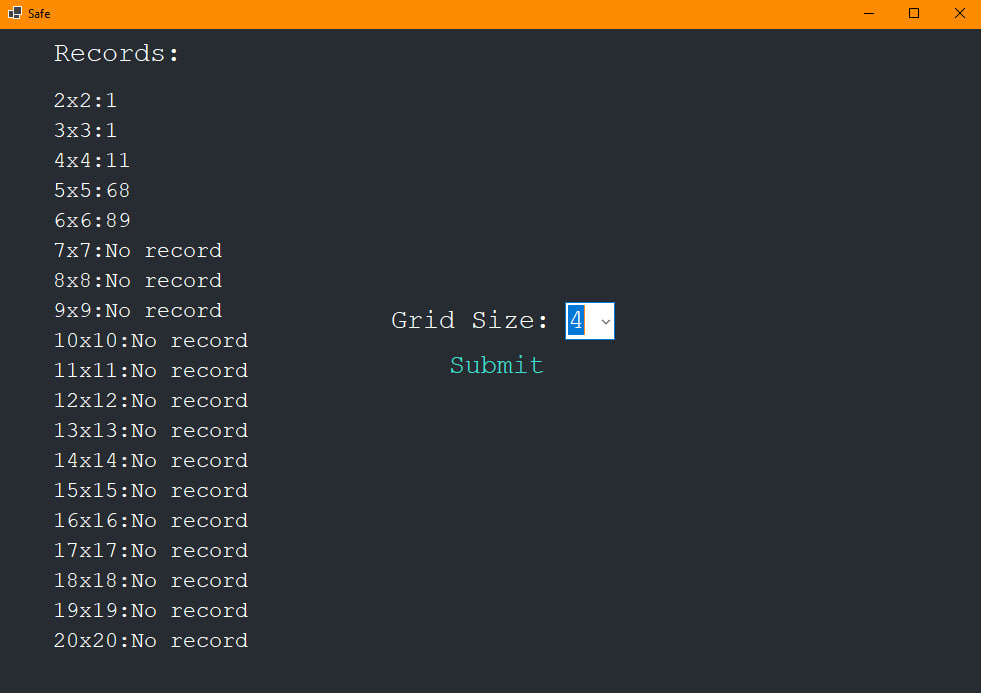 Safe
Records:
2x2:1
3x3:1
4x4:11
5x5:68
6x6:89
7x7:No record
8x8:No record
9x9:No record
10x10:No record
11x11:No record
12x12:No record
13x13:No record
14x14:No record
15x15:No record
16x16:No record
17x17:No record
18x18:No record
19x19:No record
20x20:No record
Grid Size: 4
Submit